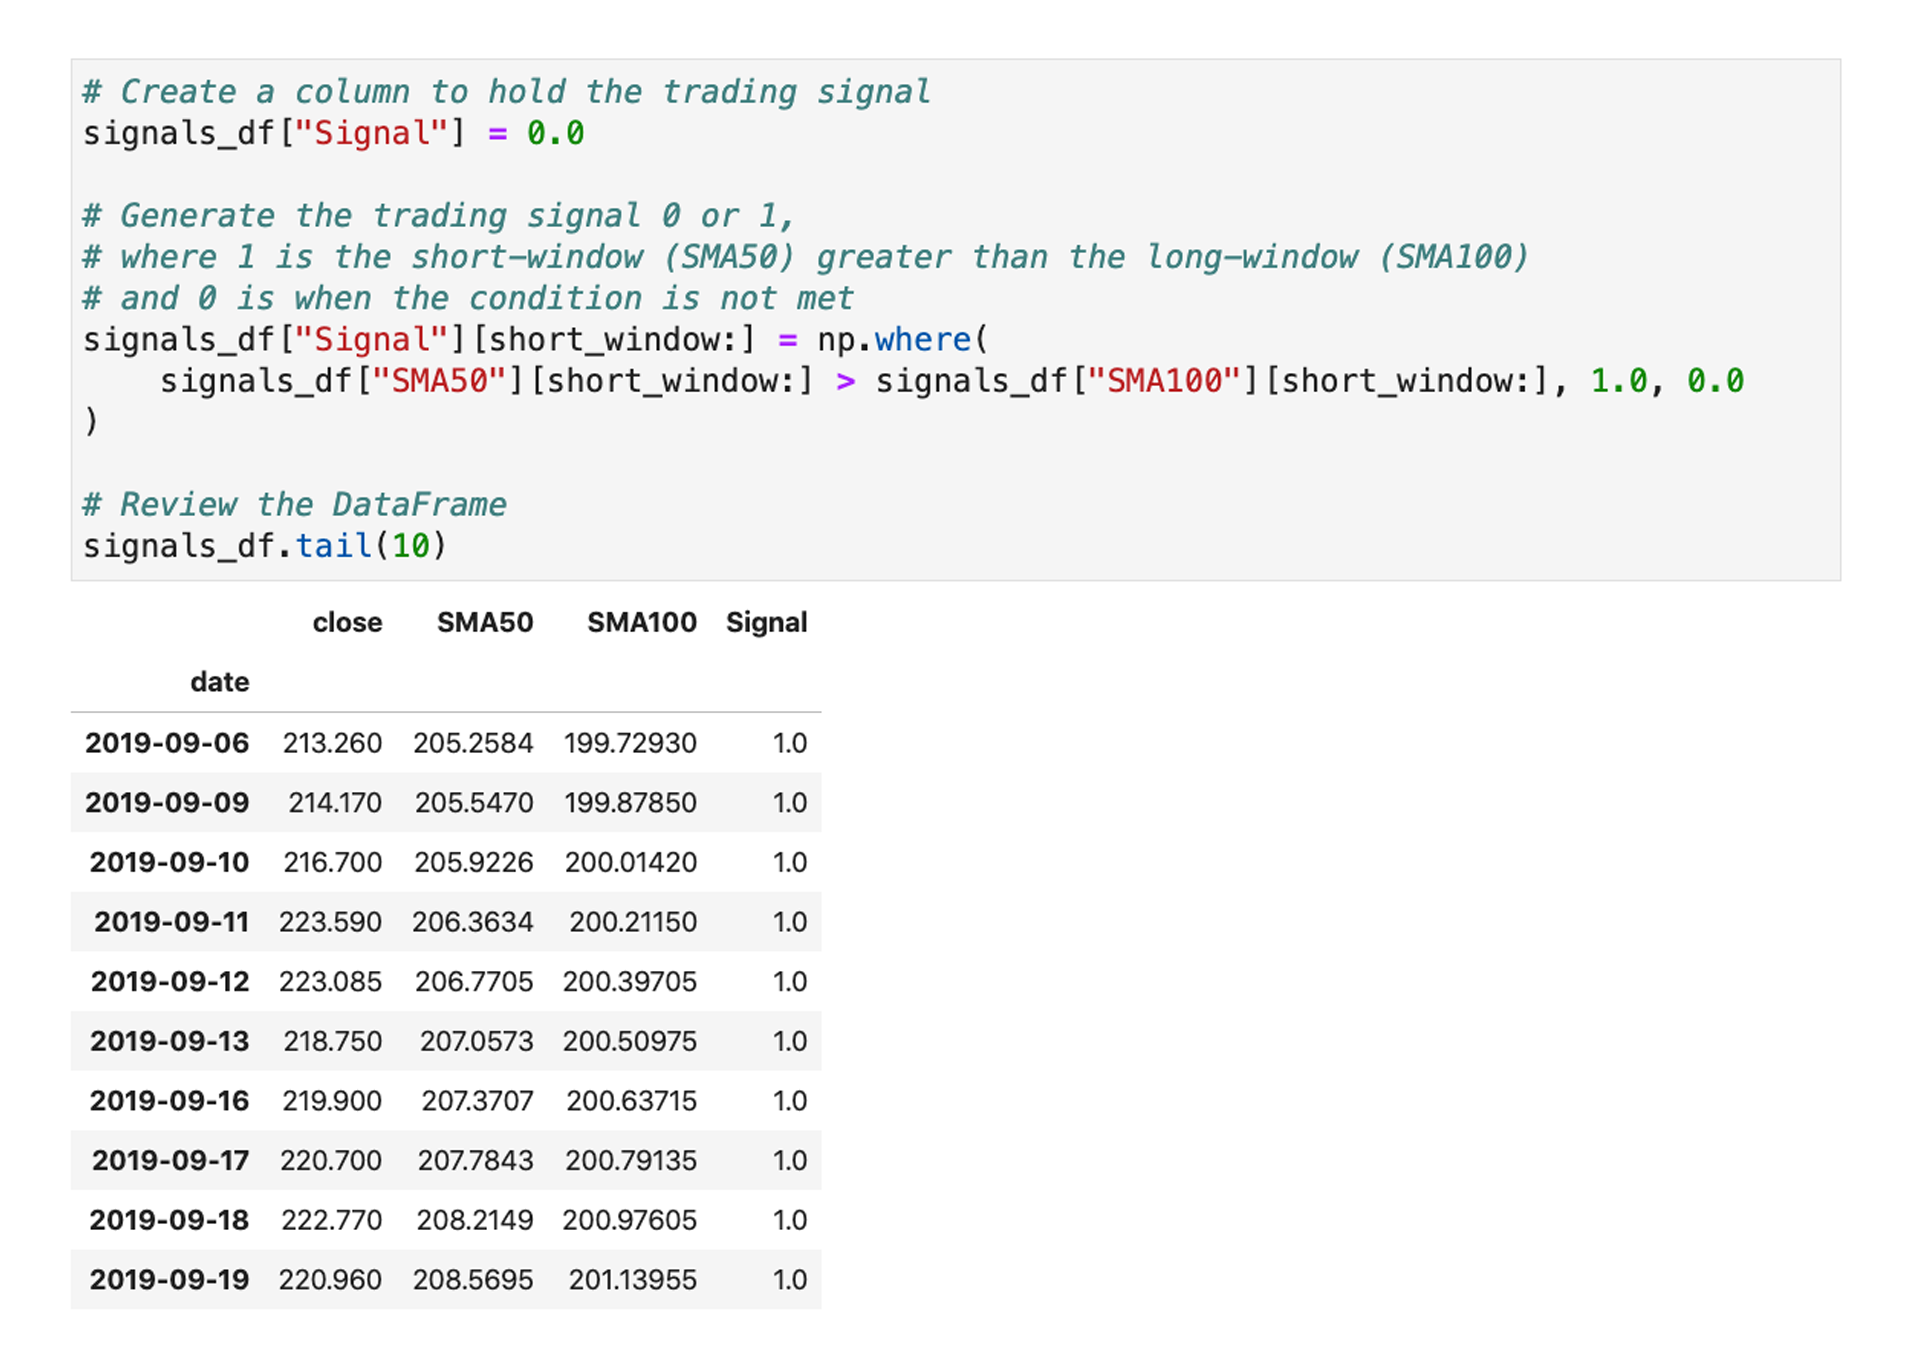 # Create a column to hold the trading signal
signals_df["Signal"] = 0.0
# Generate the trading signal 0 or 1,
# where 1 is the short-window (SMA50) greater than the long-window (SMA100)
# and 0 is when the condition is not met
signals_df["Signal"][short_window:] = np.where(
    signals_df["SMA50"][short_window:] > signals_df["SMA100"][short_window:], 1.0, 0.0
)
# Review the DataFrame
signals_df.tail(10)
close SMA50 SMA100 Signal
date
2019-09-06 213.260 205.2584 199.72930 1.0
2019-09-09 214.170 205.5470 199.87850 1.0
2019-09-10 216.700 205.9226 200.01420 1.0
2019-09-11 223.590 206.3634 200.21150 1.0
2019-09-12 223.085 206.7705 200.39705 1.0
2019-09-13 218.750 207.0573 200.50975 1.0
2019-09-16 219.900 207.3707 200.63715 1.0
2019-09-17 220.700 207.7843 200.79135 1.0
2019-09-18 222.770 208.2149 200.97605 1.0
2019-09-19 220.960 208.5695 201.13955 1.0